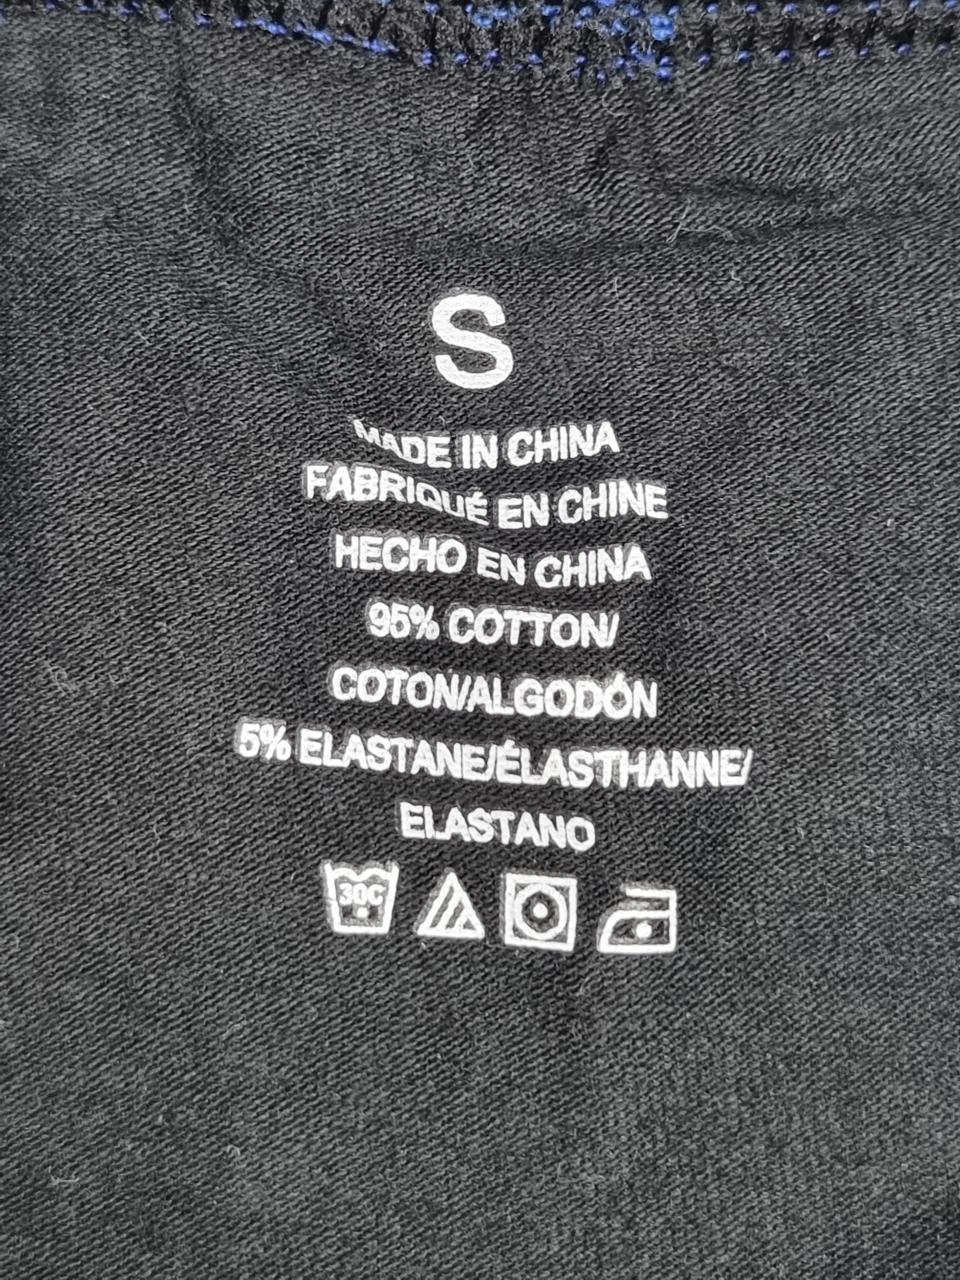 S
MADE IN CHINA
FABRIQUÉ EN CHINE
HECHO EN CHINA
95% COTTON/
COTON/ALGODÓN
5% ELASTANE/ÉLASTHANNE/
ELASTANO
30C